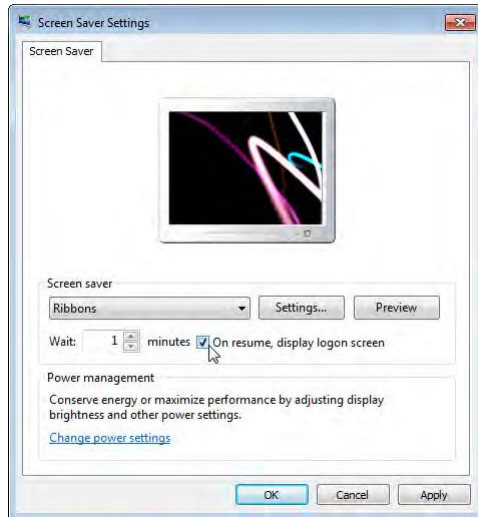 Screen Saver Settings
Screen Saver
Screen saver
Ribbons
Settings...
Preview
Wait: 1 minutes On resume, display logon screen
Power management
Conserve energy or maximize performance by adjusting display
brightness and other power settings.
Change power settings
OK Cancel Apply